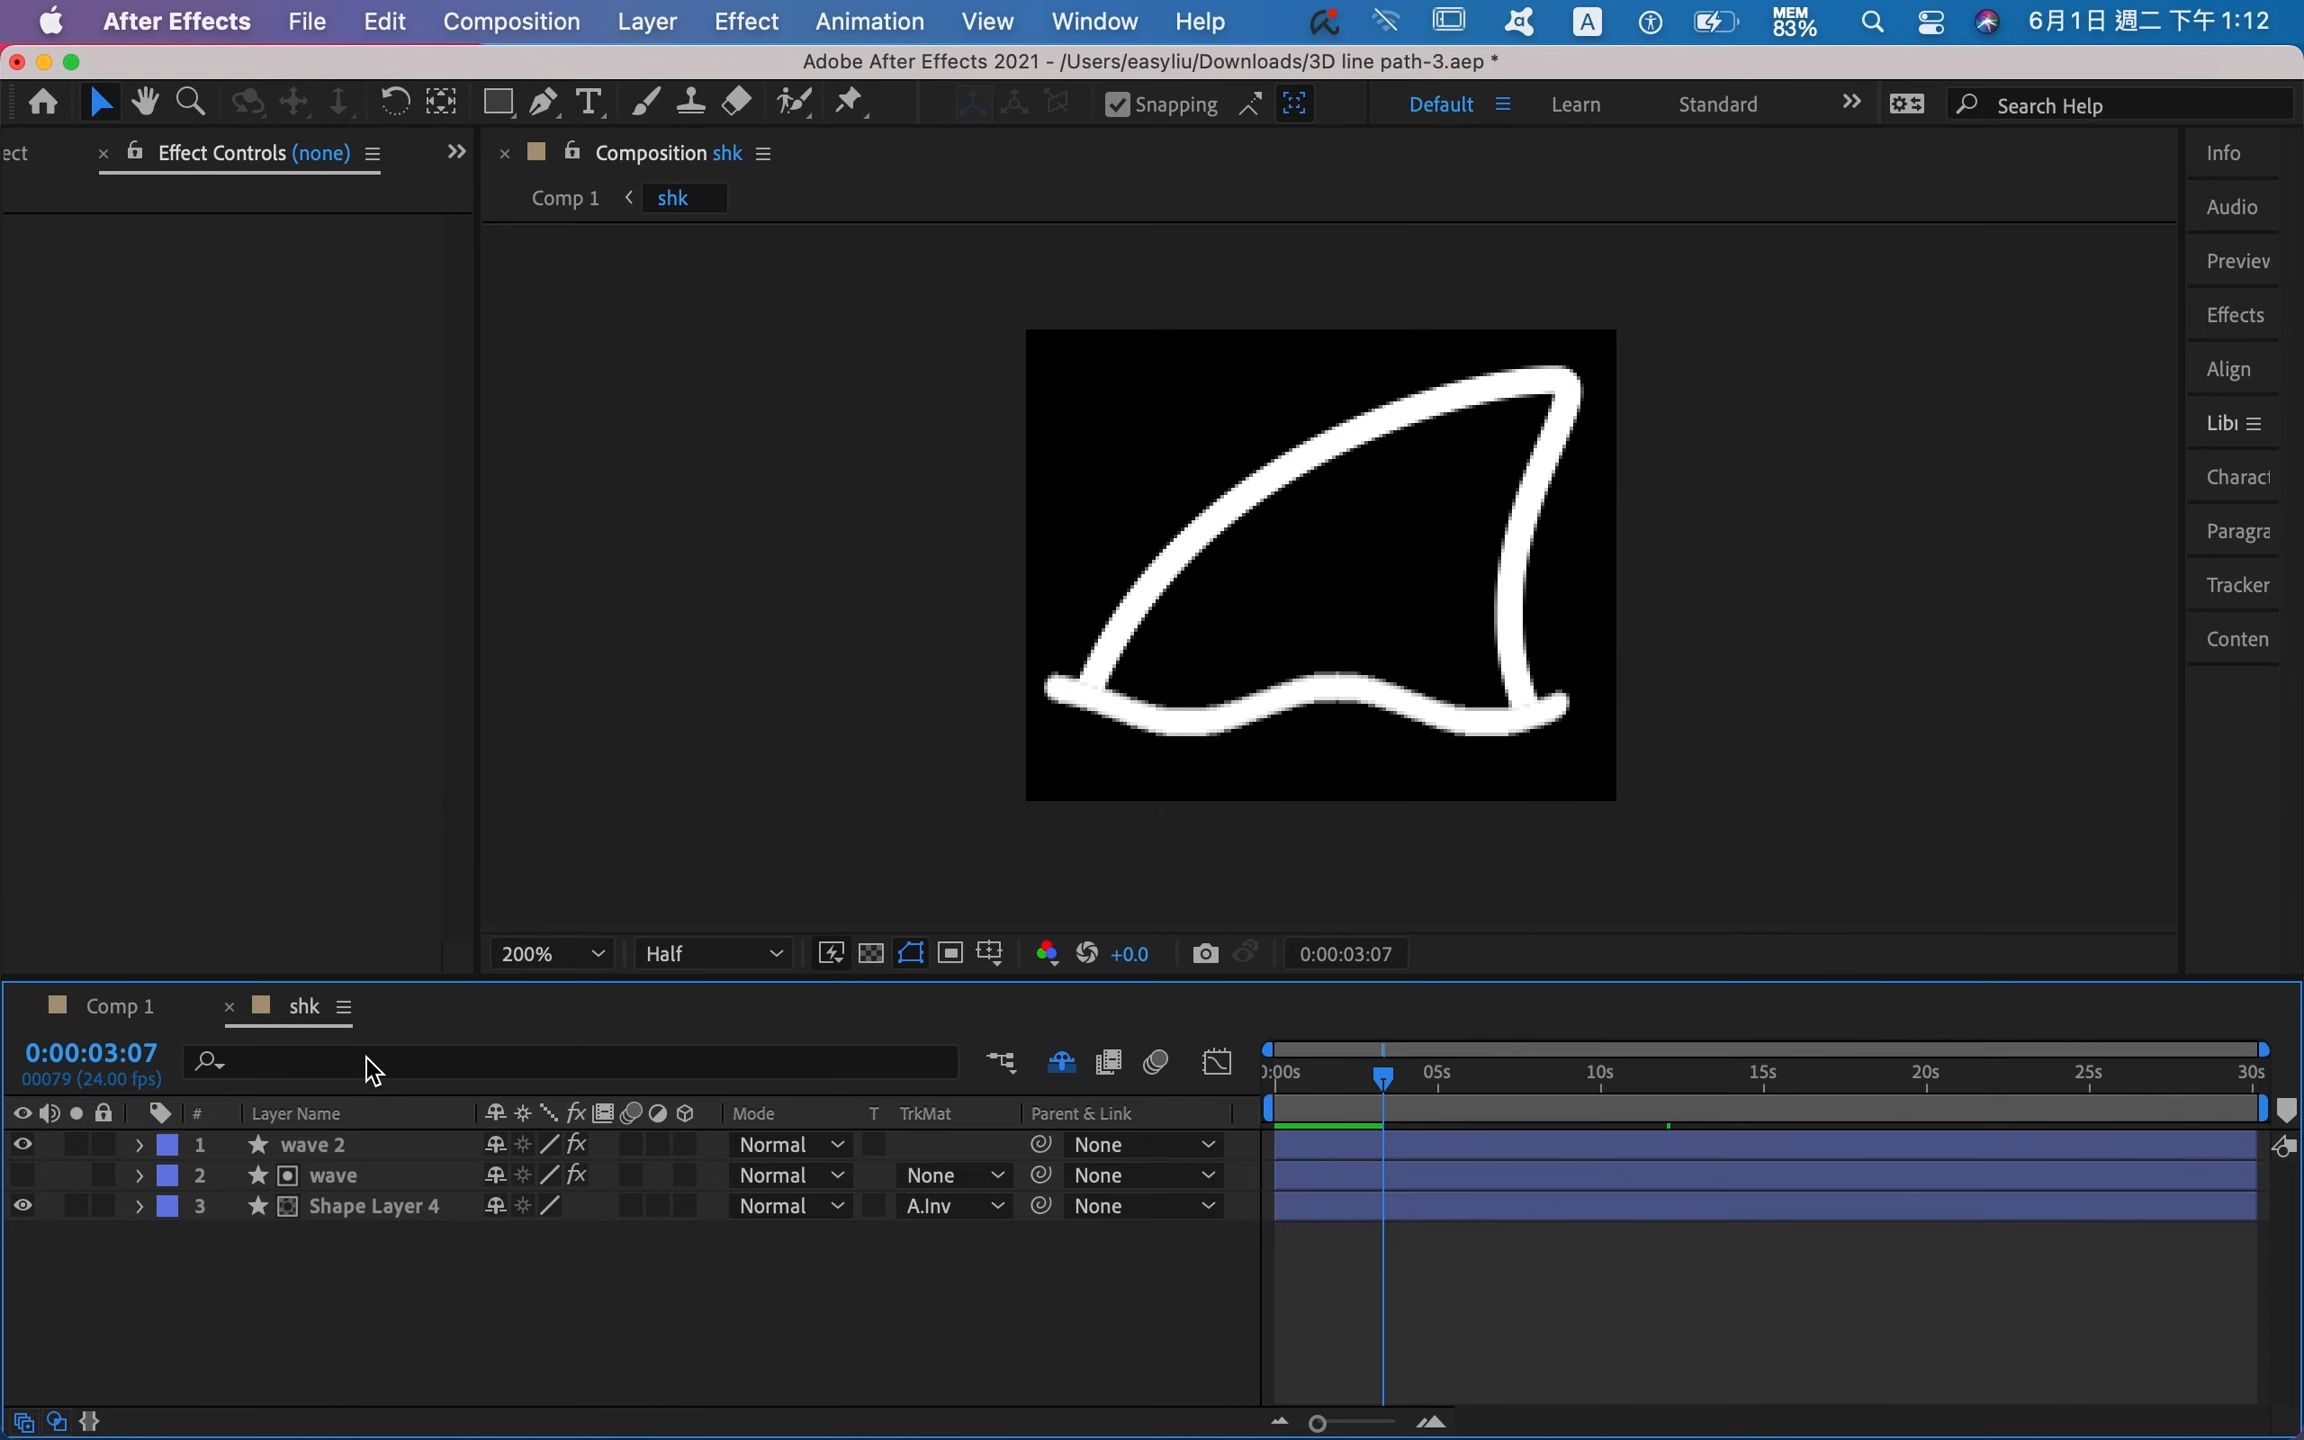 After Effects File Edit Composition Layer Effect Animation View Window Help A MEM 83% 6月1日 週二 下午 1:12
Adobe After Effects 2021 - /Users/easyliu/Downloads/3D line path-3.aep *
Snapping Default Learn Standard Search Help
ect Effect Controls (none) Composition shk
Comp 1 shk
Info
Audio
Preview
Effects
Align
Libr
Charact
Paragra
Tracker
Conten
200% Half +0.0 0:00:03:07
Comp 1 shk
0:00:03:07
00079 (24.00 fps)
0:00s 05s 10s 15s 20s 25s 30s
# Layer Name fx Mode T TrkMat Parent & Link
1 wave 2 fx Normal None
2 wave fx Normal None None
3 Shape Layer 4 Normal A.Inv None